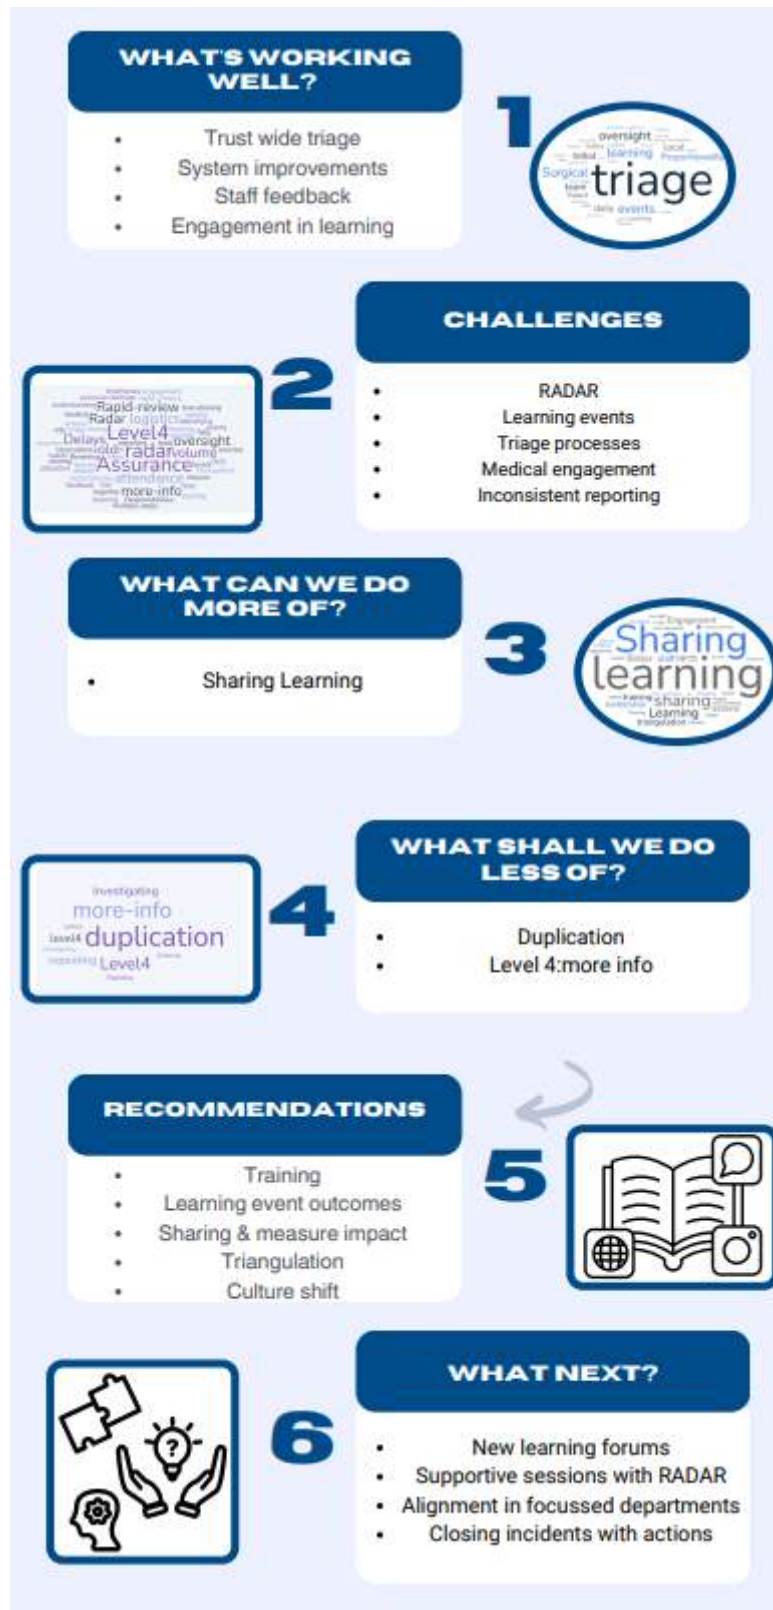 WHAT'S WORKING
WELL?
• Trust wide triage
• System improvements
• Staff feedback
• Engagement in learning
1
oversight
learning
Surgical
triage
events
CHALLENGES
• RADAR
• Learning events
• Triage processes
• Medical engagement
• Inconsistent reporting
2
Rapid-review
Radar logistics
Level4
Delays
oversight
radar
volume
Assurance
attendance
more-info
WHAT CAN WE DO
MORE OF?
• Sharing Learning
3
Engagement
Sharing
learning
training
sharing
Learning
triangulation
WHAT SHALL WE DO
LESS OF?
• Duplication
• Level 4:more info
4
Investigating
more-info
level4 duplication
Level4
RECOMMENDATIONS
• Training
• Learning event outcomes
• Sharing & measure impact
• Triangulation
• Culture shift
5
WHAT NEXT?
• New learning forums
• Supportive sessions with RADAR
• Alignment in focussed departments
• Closing incidents with actions
6
?